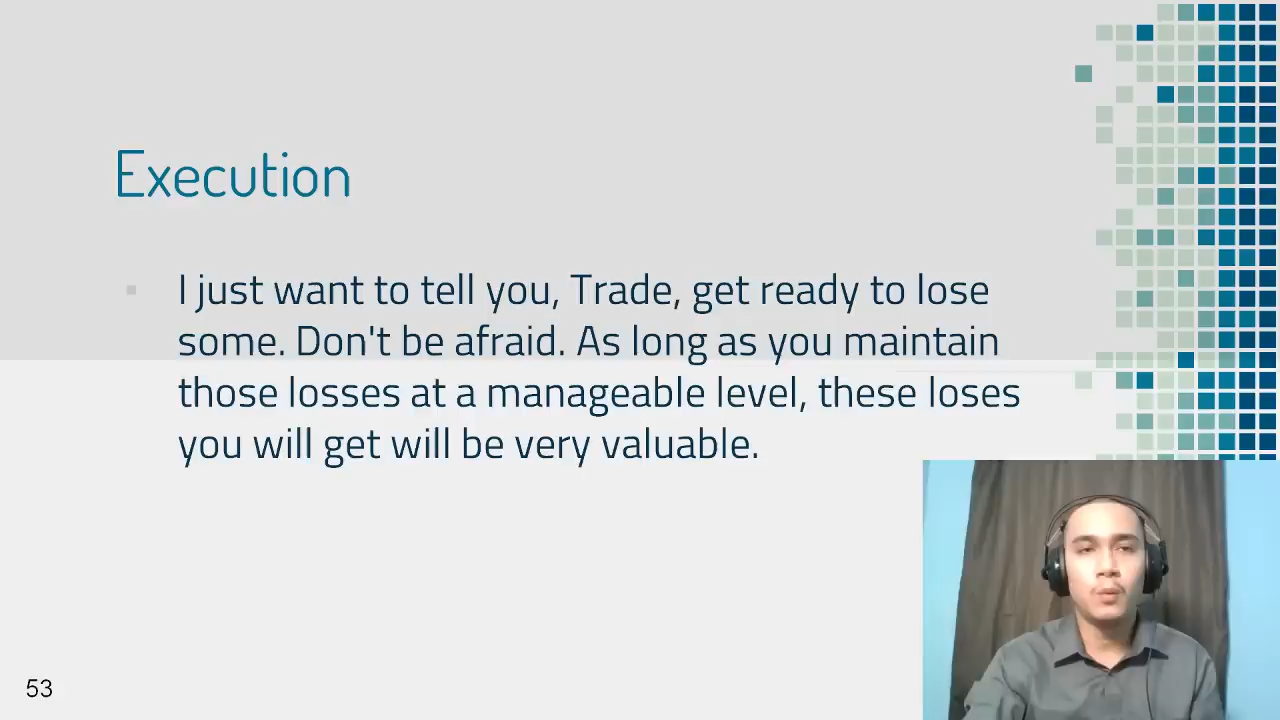 Execution
I just want to tell you, Trade, get ready to lose
some. Don't be afraid. As long as you maintain
those losses at a manageable level, these loses
you will get will be very valuable.
53